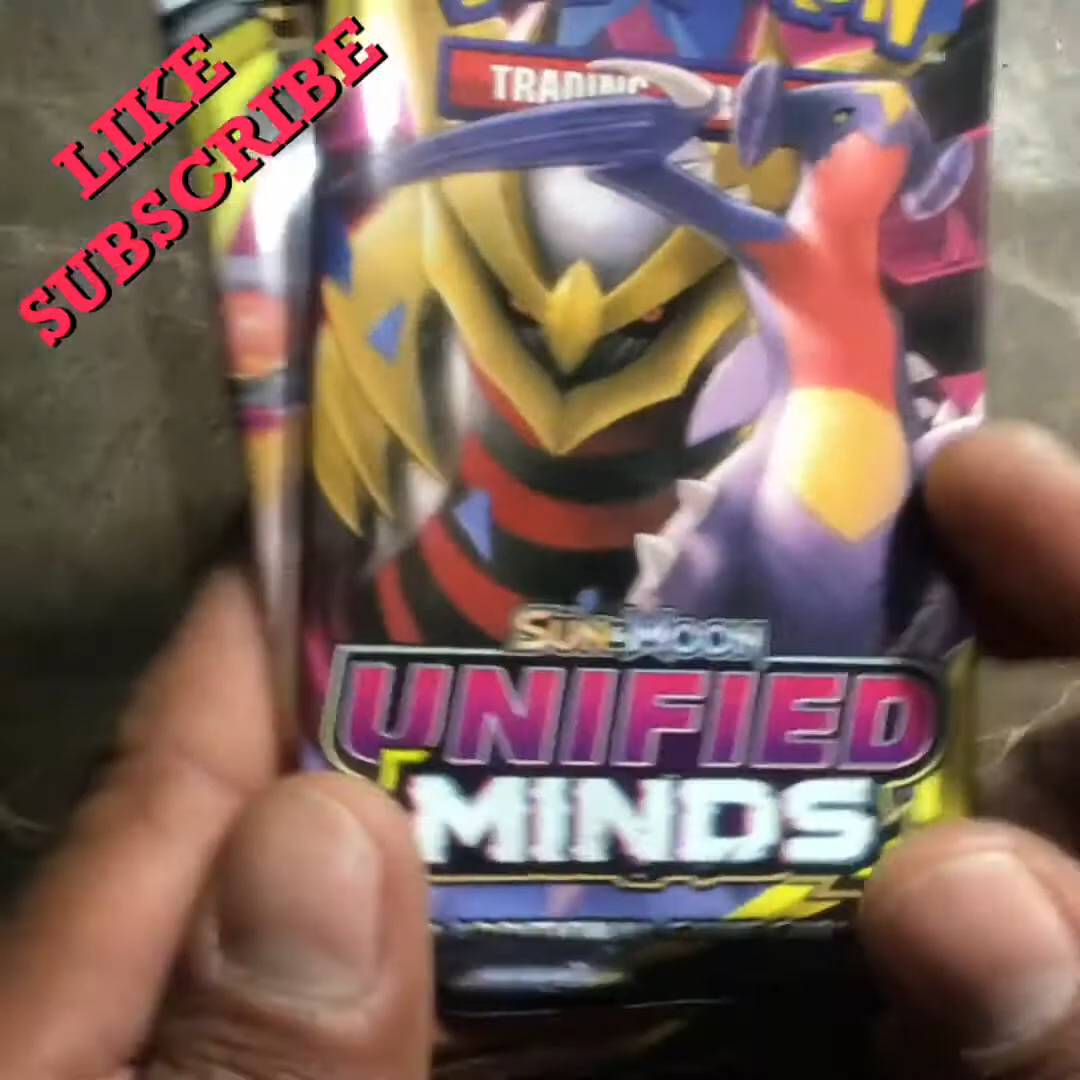 LIKE
SUBSCRIBE
TRADING
SUN & MOON
UNIFIED
MINDS